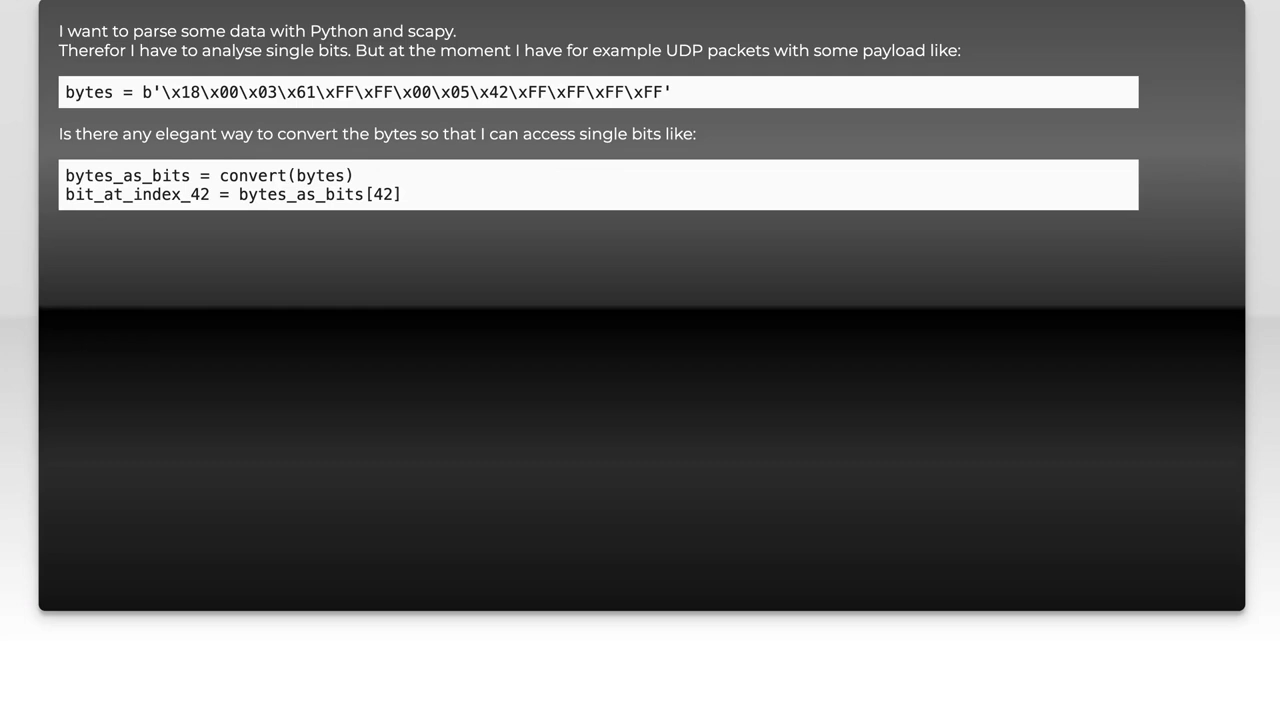 I want to parse some data with Python and scapy.
Therefor I have to analyse single bits. But at the moment I have for example UDP packets with some payload like:
bytes = b'\x18\x00\x03\x61\xFF\xFF\x00\x05\x42\xFF\xFF\xFF\xFF'
Is there any elegant way to convert the bytes so that I can access single bits like:
bytes_as_bits = convert(bytes)
bit_at_index_42 = bytes_as_bits[42]